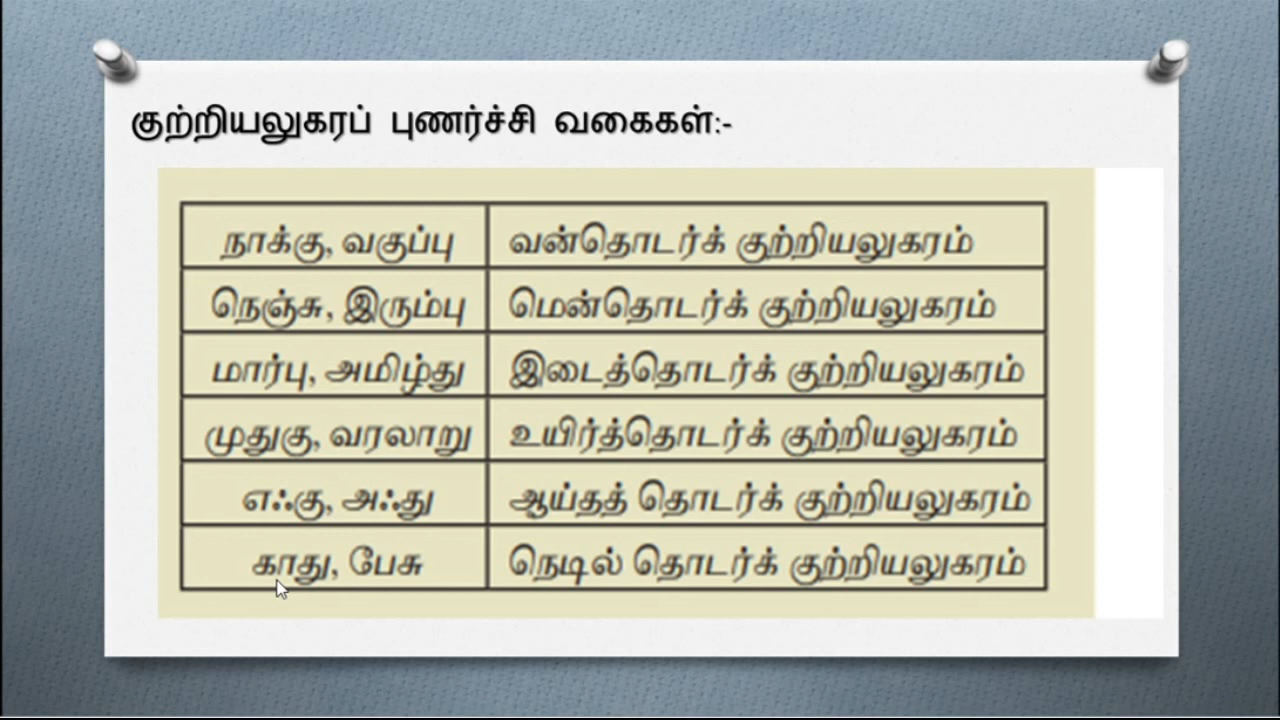 குற்றியலுகரப் புணர்ச்சி வகைகள்:-
நாக்கு, வகுப்பு வன்தொடர்க் குற்றியலுகரம்
நெஞ்சு, இரும்பு மென்தொடர்க் குற்றியலுகரம்
மார்பு, அமிழ்து இடைத்தொடர்க் குற்றியலுகரம்
முதுகு, வரலாறு உயிர்த்தொடர்க் குற்றியலுகரம்
எஃகு, அஃது ஆய்தத் தொடர்க் குற்றியலுகரம்
காது, பேசு நெடில் தொடர்க் குற்றியலுகரம்